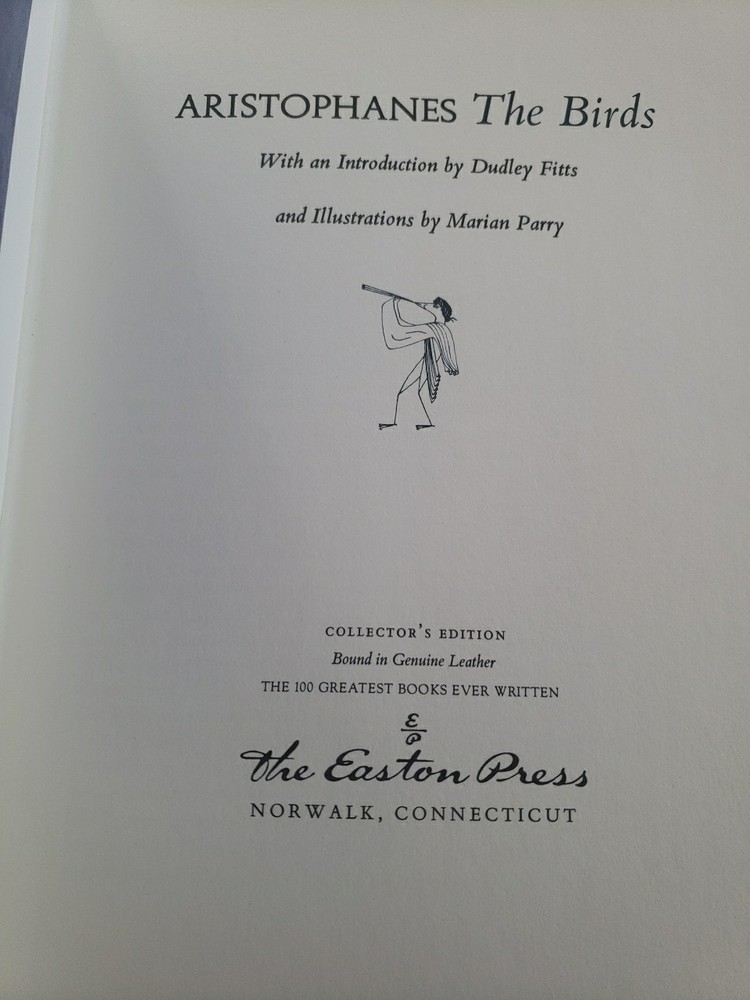 ARISTOPHANES The Birds
With an Introduction by Dudley Fitts
and Illustrations by Marian Parry
COLLECTOR'S EDITION
Bound in Genuine Leather
THE 100 GREATEST BOOKS EVER WRITTEN
E
P
The Easton Press
NORWALK, CONNECTICUT